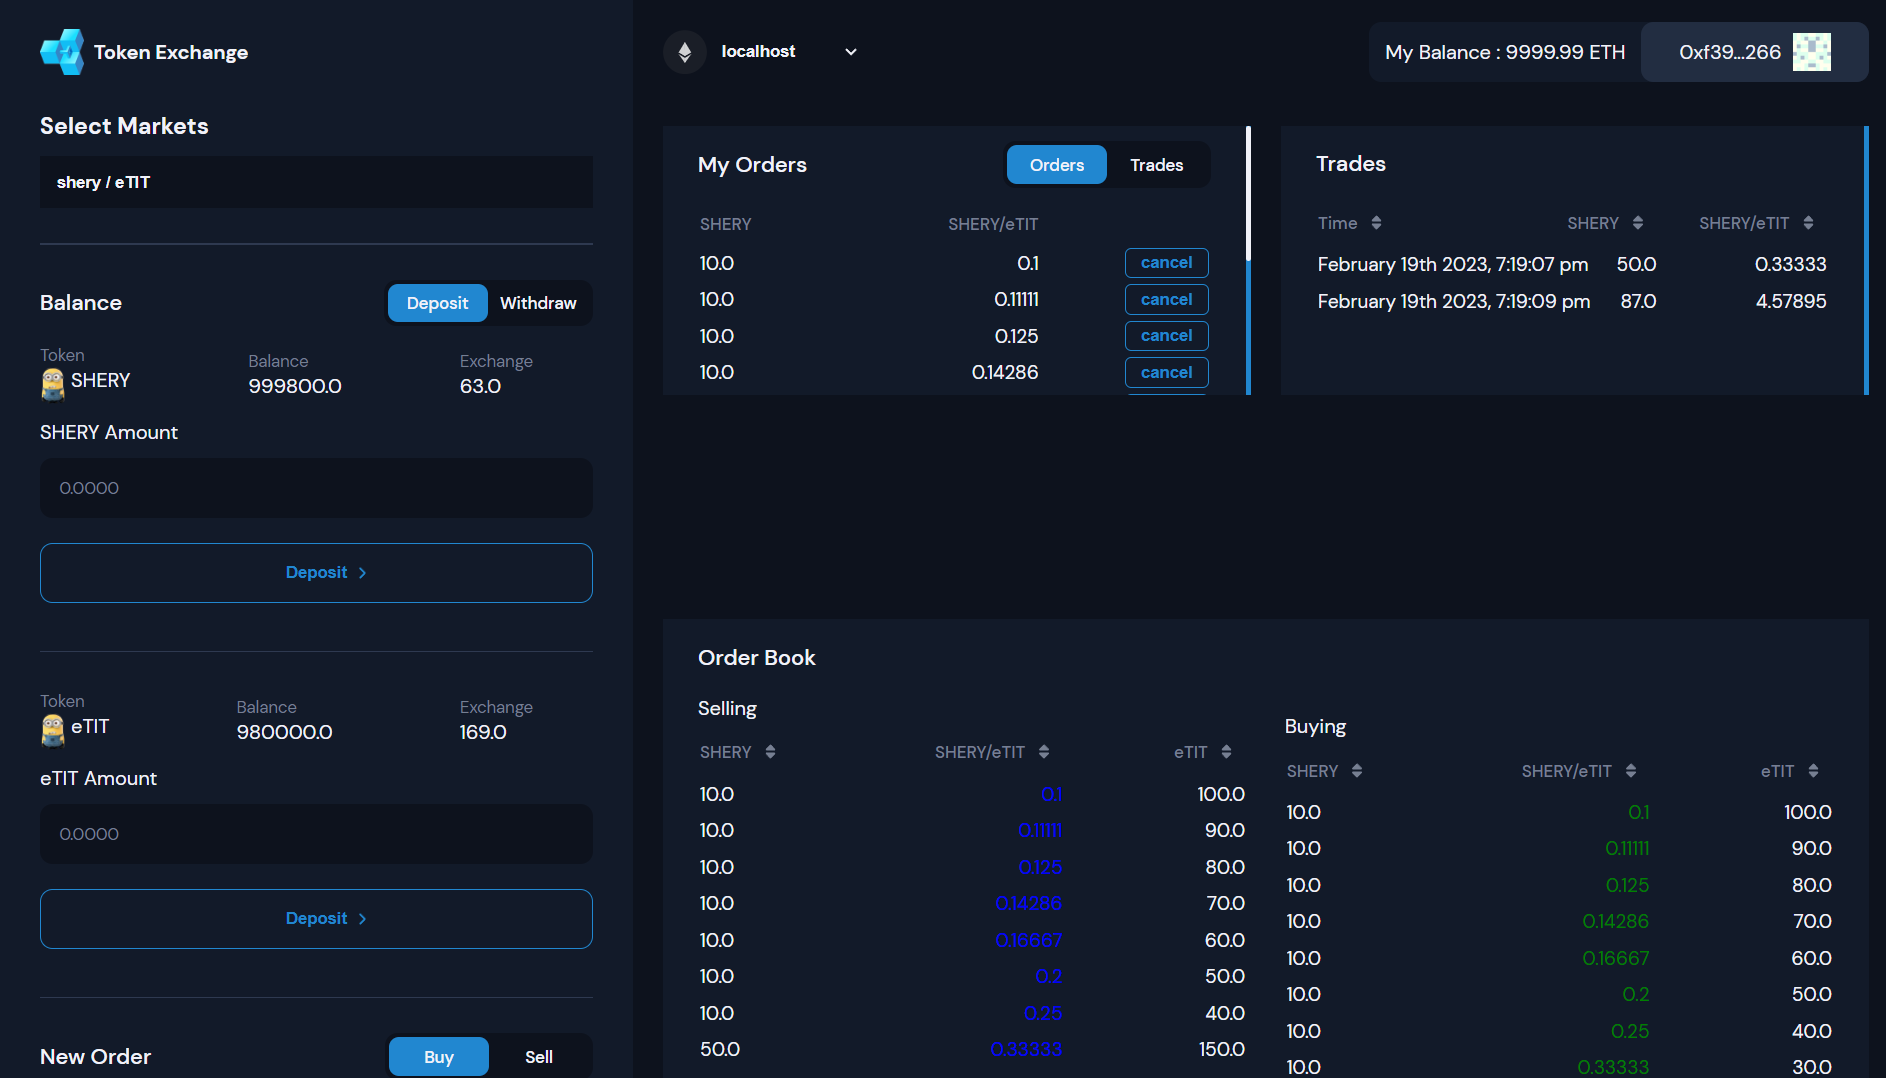 Token Exchange
Select Markets
shery / eTIT
Balance
Deposit Withdraw
Token Balance Exchange
SHERY 999800.0 63.0
SHERY Amount
0.0000
Deposit
Token Balance Exchange
eTIT 980000.0 169.0
eTIT Amount
0.0000
Deposit
New Order
Buy Sell
localhost
My Balance : 9999.99 ETH
0xf39...266
My Orders
Orders Trades
SHERY SHERY/eTIT
10.0 0.1 cancel
10.0 0.11111 cancel
10.0 0.125 cancel
10.0 0.14286 cancel
Trades
Time SHERY SHERY/eTIT
February 19th 2023, 7:19:07 pm 50.0 0.33333
February 19th 2023, 7:19:09 pm 87.0 4.57895
Order Book
Selling
SHERY SHERY/eTIT eTIT
10.0 0.1 100.0
10.0 0.11111 90.0
10.0 0.125 80.0
10.0 0.14286 70.0
10.0 0.16667 60.0
10.0 0.2 50.0
10.0 0.25 40.0
50.0 0.33333 150.0
Buying
SHERY SHERY/eTIT eTIT
10.0 0.1 100.0
10.0 0.11111 90.0
10.0 0.125 80.0
10.0 0.14286 70.0
10.0 0.16667 60.0
10.0 0.2 50.0
10.0 0.25 40.0
10.0 0.33333 30.0